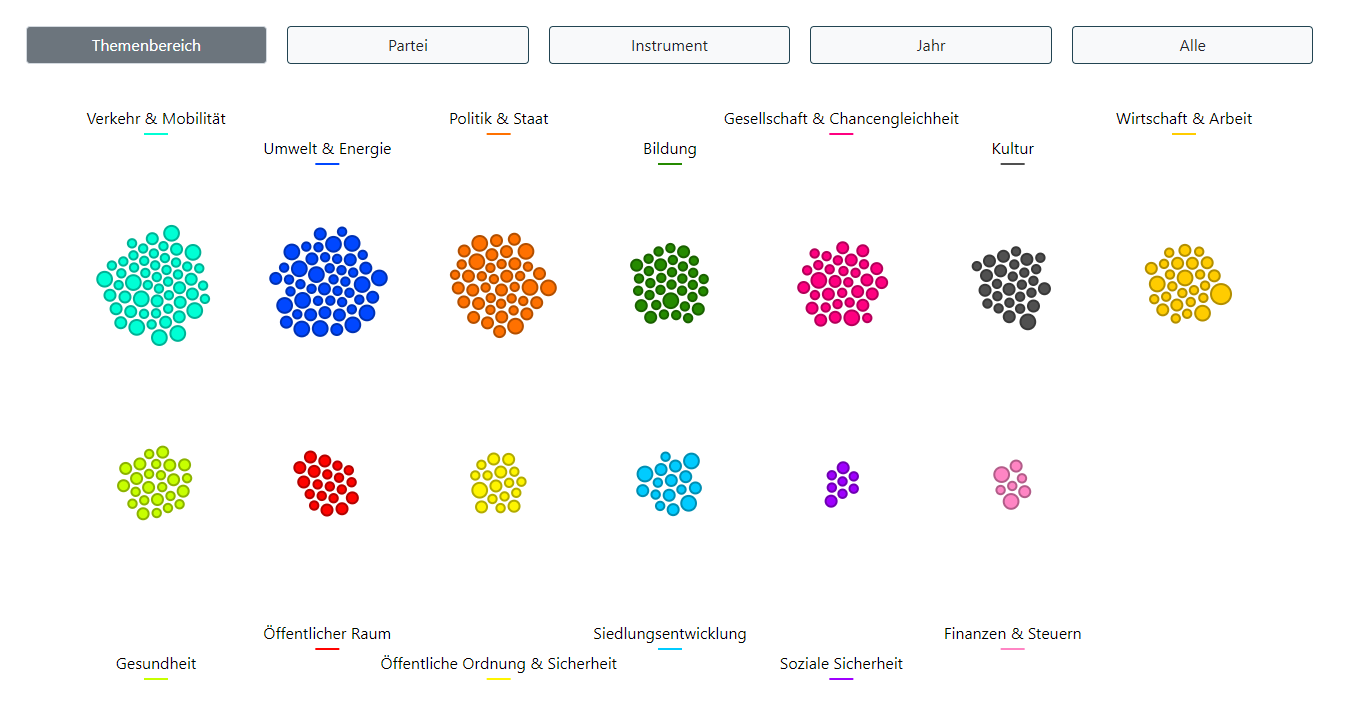 Themenbereich
Partei
Instrument
Jahr
Alle
Verkehr & Mobilität
Politik & Staat
Gesellschaft & Chancengleichheit
Wirtschaft & Arbeit
Umwelt & Energie
Bildung
Kultur
Öffentlicher Raum
Siedlungsentwicklung
Finanzen & Steuern
Gesundheit
Öffentliche Ordnung & Sicherheit
Soziale Sicherheit